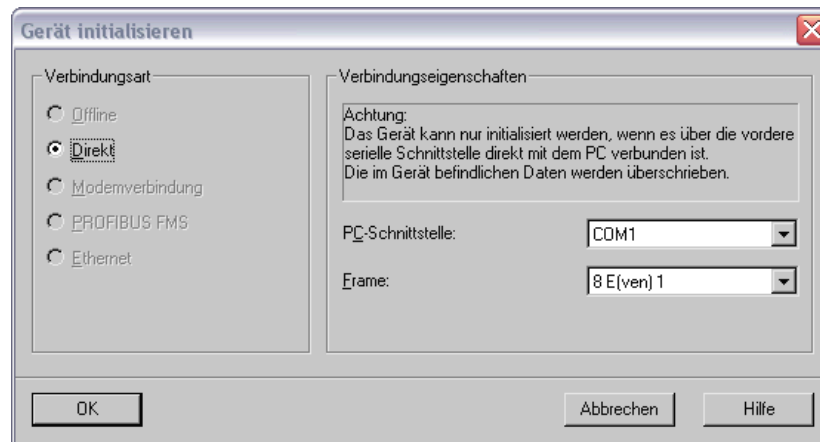 Gerät initialisieren
Verbindungsart
Offline
Direkt
Modemverbindung
PROFIBUS FMS
Ethernet
Verbindungseigenschaften
Achtung:
Das Gerät kann nur initialisiert werden, wenn es über die vordere
serielle Schnittstelle direkt mit dem PC verbunden ist.
Die im Gerät befindlichen Daten werden überschrieben.
PC-Schnittstelle:
COM1
Frame:
8 E(ven) 1
OK
Abbrechen
Hilfe